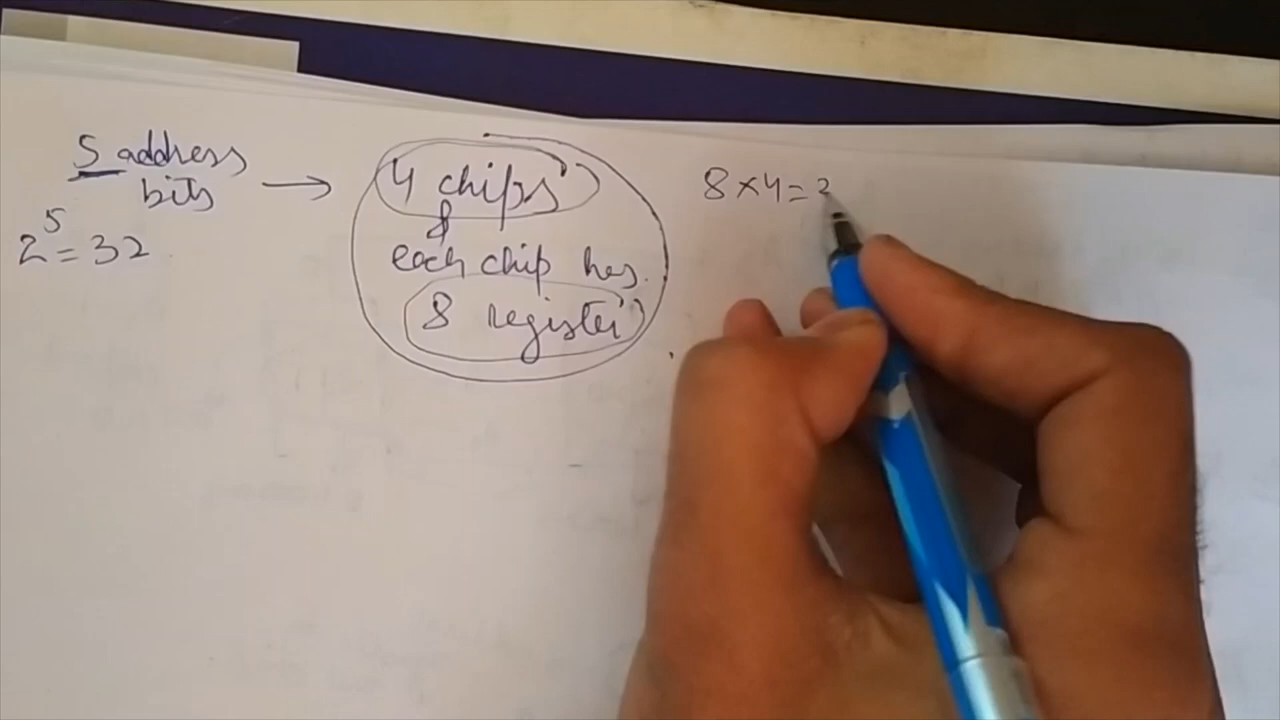 5 address
bits →
2^5 = 32
4 chips
&
each chip has
8 register
8 × 4 = 3